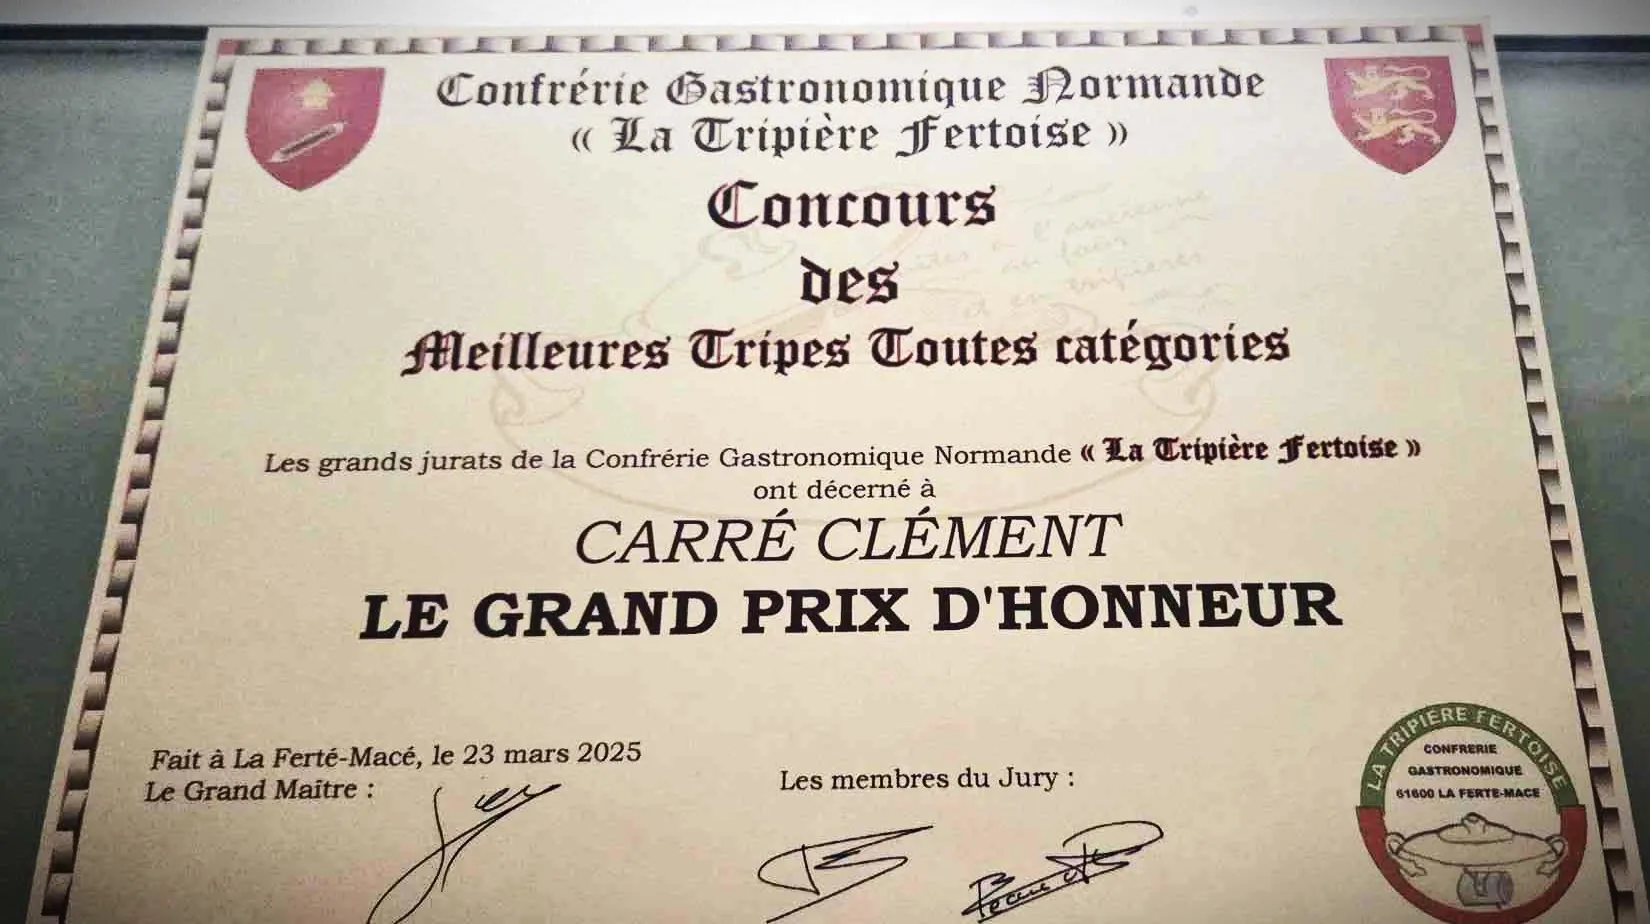 Confrérie Gastronomique Normande
« La Tripière Fertoise »
Concours
des
Meilleures Tripes Toutes catégories
Les grands jurats de la Confrérie Gastronomique Normande « La Tripière Fertoise »
ont décerné à
CARRÉ CLÉMENT
LE GRAND PRIX D'HONNEUR
Fait à La Ferté-Macé, le 23 mars 2025
Le Grand Maître :
Les membres du Jury :
LA TRIPIÈRE FERTOISE
CONFRERIE
GASTRONOMIQUE
61600 LA FERTE-MACE